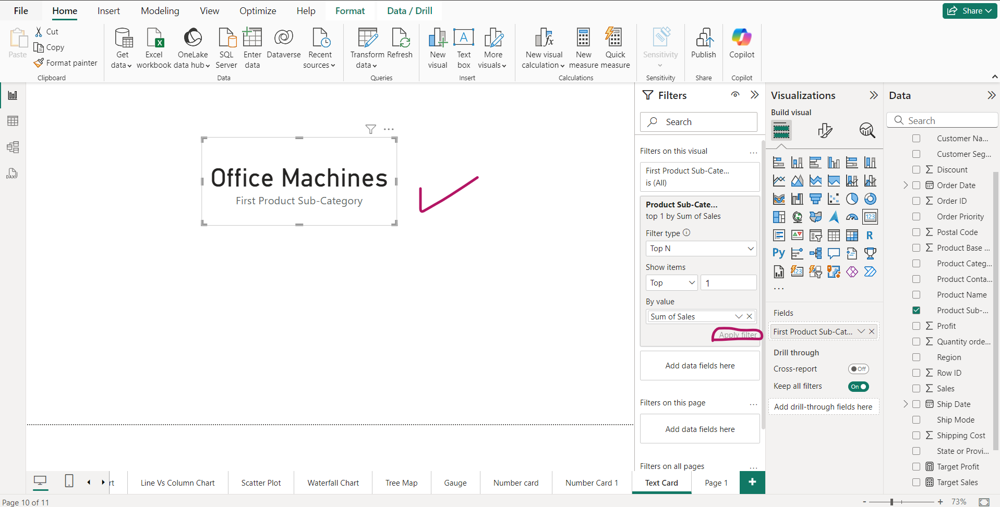 File Home Insert Modeling View Optimize Help Format Data / Drill Share
Paste
Cut
Copy
Format painter
Clipboard
Get data
Excel workbook
OneLake data hub
SQL Server
Enter data
Dataverse
Recent sources
Data
Transform data
Refresh
Queries
New visual
Text box
More visuals
Insert
New visual calculation
New measure
Quick measure
Calculations
Sensitivity
Sensitivity
Publish
Share
Copilot
Copilot
DAX
Office Machines
First Product Sub-Category
Filters
Search
Filters on this visual ...
First Product Sub-Cate...
is (All)
Product Sub-Cate...
top 1 by Sum of Sales
Filter type
Top N
Show items
Top 1
By value
Sum of Sales
Apply filter
Add data fields here
Filters on this page ...
Add data fields here
Filters on all pages ...
Visualizations
Build visual
123
R
Py
123
...
Fields
First Product Sub-Cat...
Drill through
Cross-report Off
Keep all filters On
Add drill-through fields here
Data
Search
Customer Na...
Customer Seg...
Discount
Order Date
Order ID
Order Priority
Postal Code
Product Base ...
Product Categ...
Product Conta...
Product Name
Product Sub-...
Profit
Quantity orde...
Region
Row ID
Sales
Ship Date
Ship Mode
Shipping Cost
State or Provi...
Target Profit
Target Sales
rt Line Vs Column Chart Scatter Plot Waterfall Chart Tree Map Gauge Number card Number Card 1 Text Card Page 1 +
Page 10 of 11
- + 73%